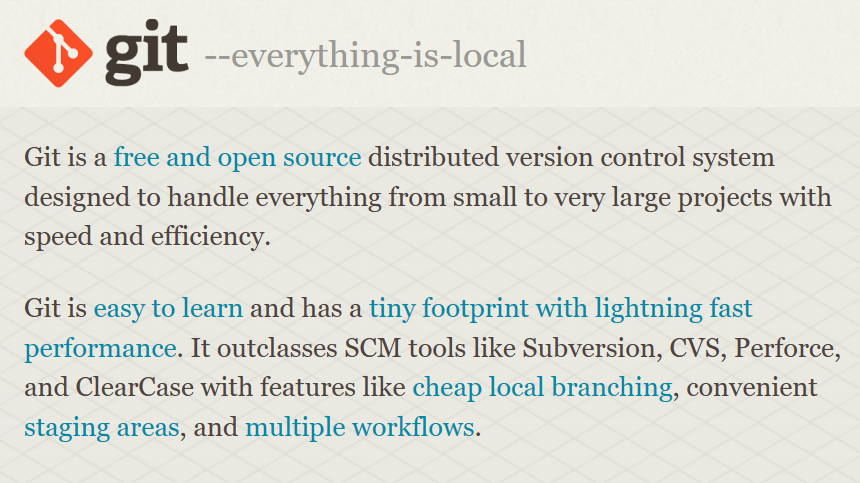 git --everything-is-local
Git is a free and open source distributed version control system
designed to handle everything from small to very large projects with
speed and efficiency.
Git is easy to learn and has a tiny footprint with lightning fast
performance. It outclasses SCM tools like Subversion, CVS, Perforce,
and ClearCase with features like cheap local branching, convenient
staging areas, and multiple workflows.